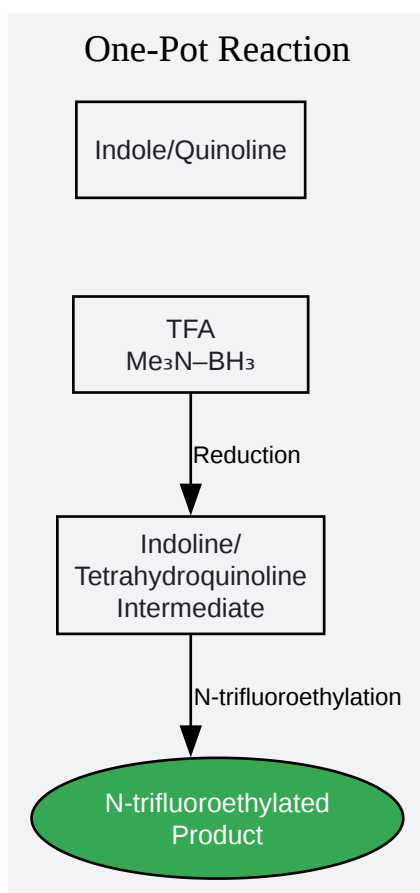 One-Pot Reaction
Indole/Quinoline
TFA
Me₃N–BH₃
Reduction
Indoline/
Tetrahydroquinoline
Intermediate
N-trifluoroethylation
N-trifluoroethylated
Product